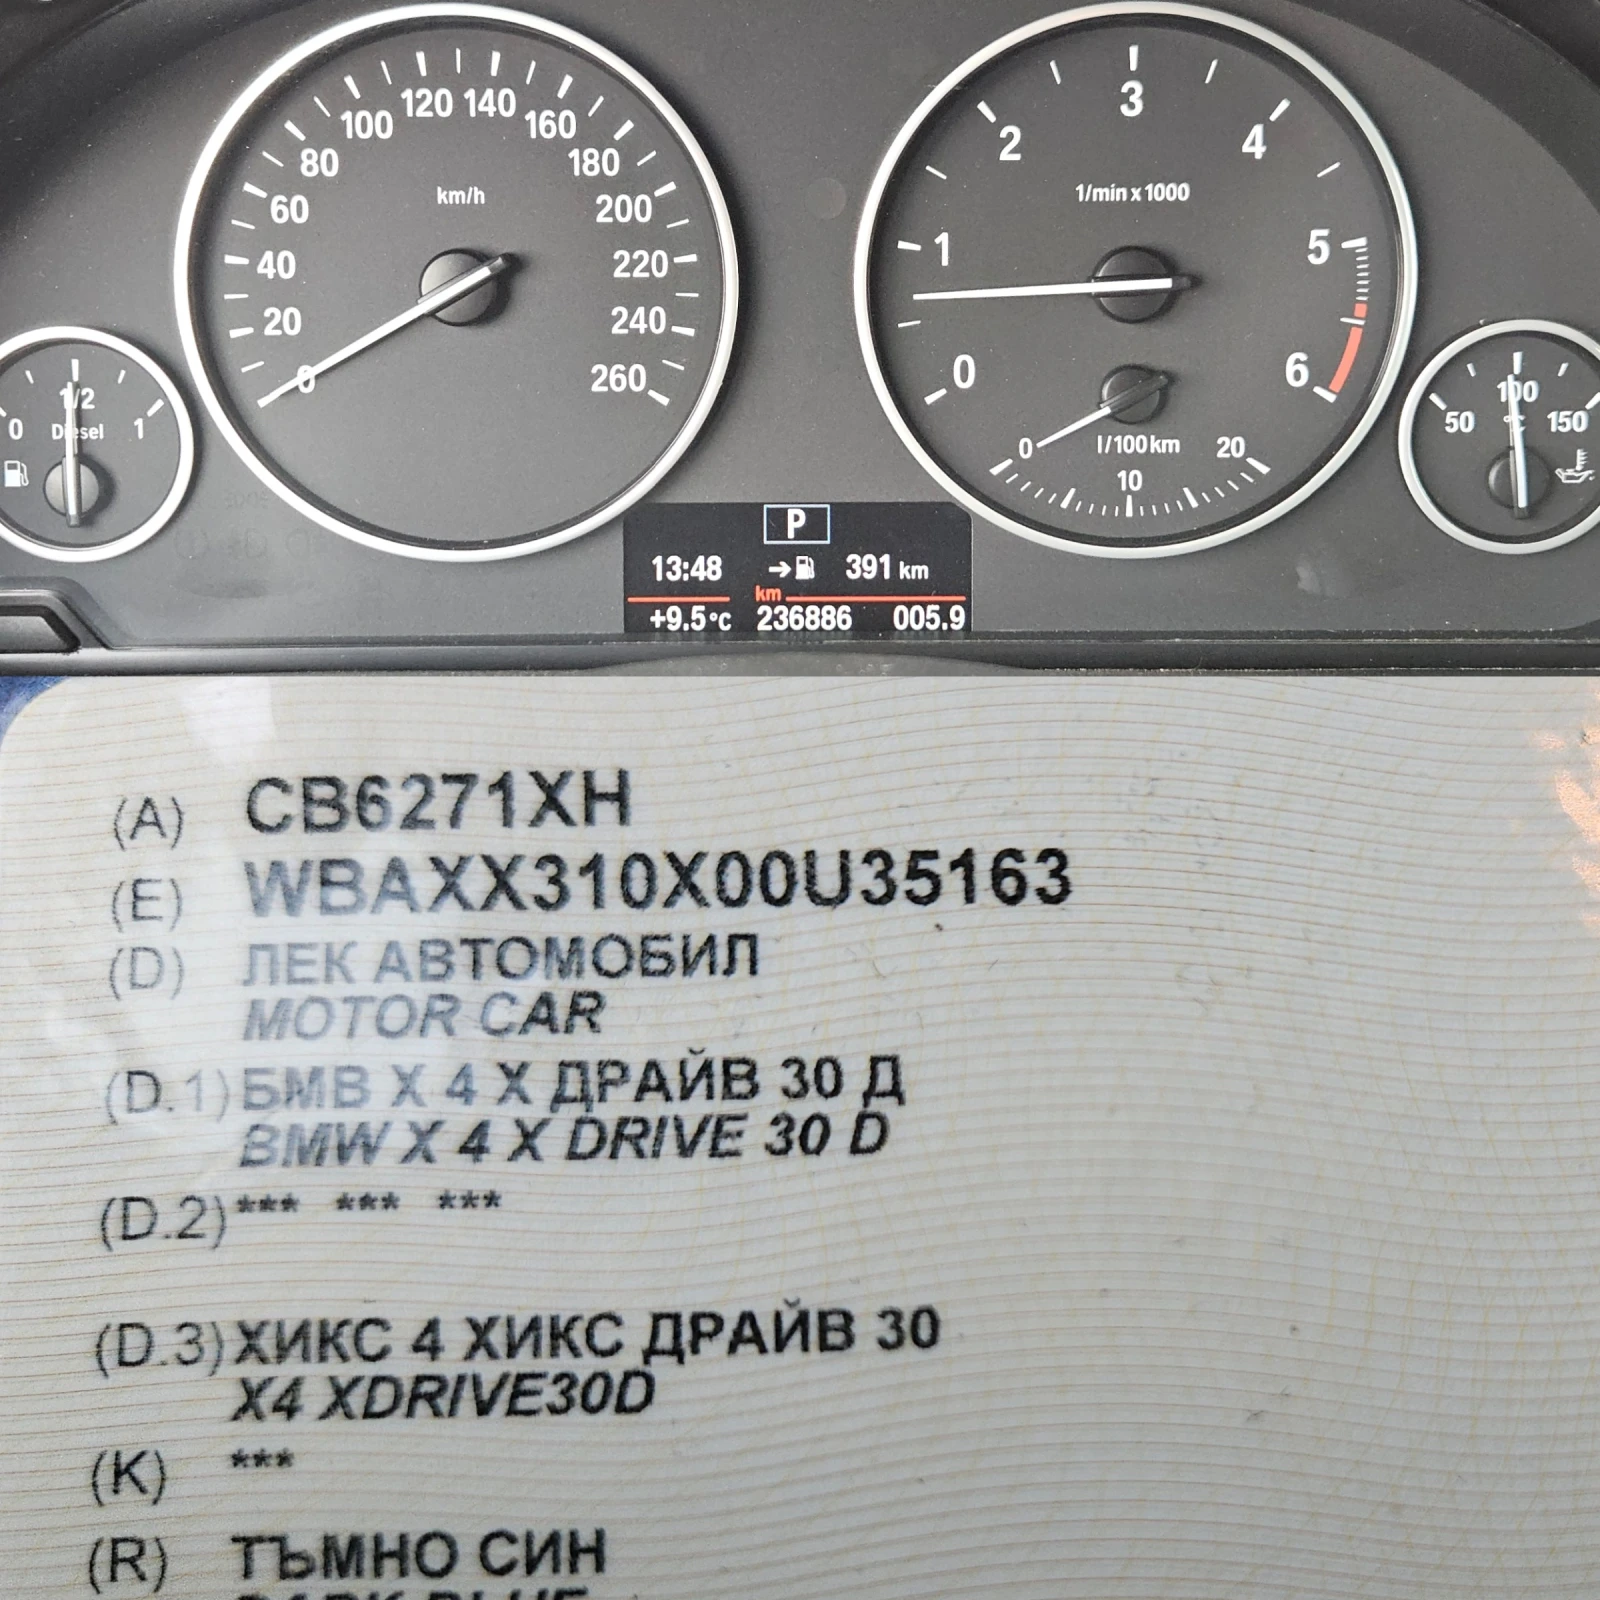 120 140
100 160
80 180
60 km/h 200
40 220
20 240
0 260
3
2 4
1/min x 1000
1 5
0 6
0 l/100km 20
10
1/2
0 Diesel 1
100
50 °C 150
P
13:48 → 391 km
km
+9.5°C 236886 005.9
(A) CB6271XH
(E) WBAXX310X00U35163
(D) ЛЕК АВТОМОБИЛ
MOTOR CAR
(D.1) БМВ Х 4 Х ДРАЙВ 30 Д
BMW X 4 X DRIVE 30 D
(D.2) *** *** ***
(D.3) ХИКС 4 ХИКС ДРАЙВ 30
X4 XDRIVE30D
(K) ***
(R) ТЪМНО СИН
DARK BLUE